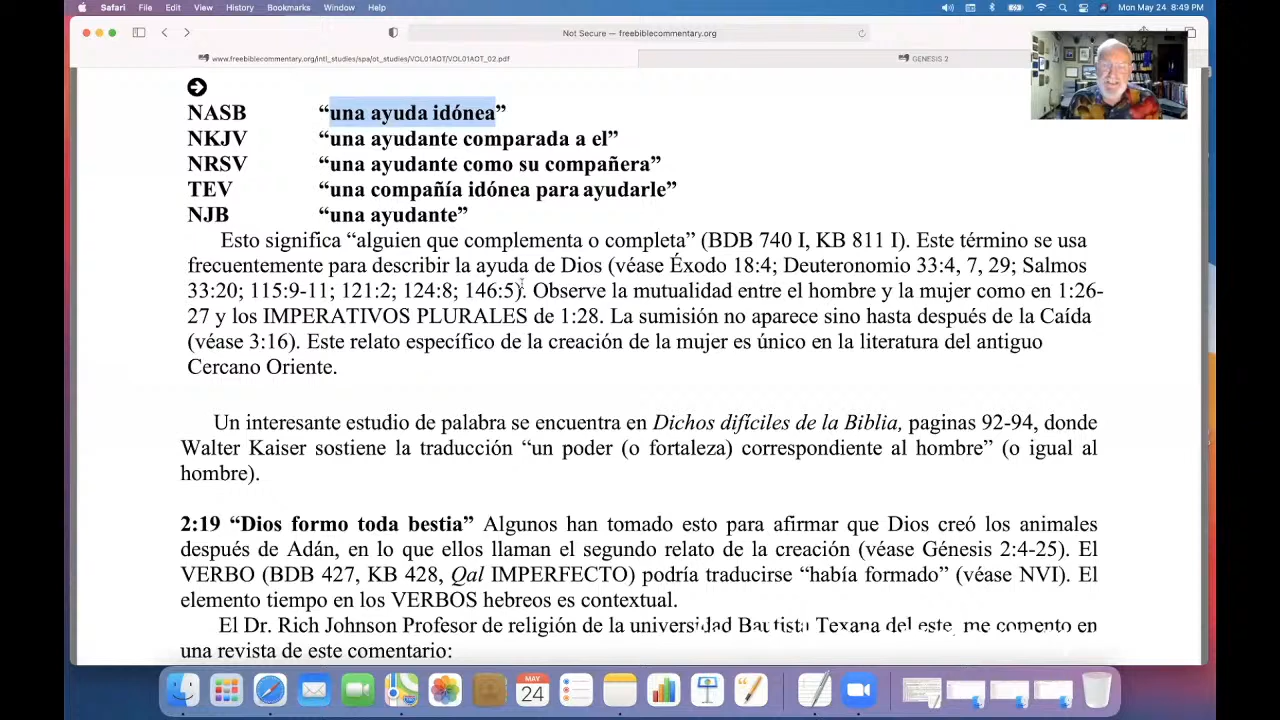 Safari File Edit View History Bookmarks Window Help Mon May 24 8:49 PM
Not Secure — freebiblecommentary.org
www.freebiblecommentary.org/intl_studies/spa/ot_studies/VOL01AOT/VOL01AOT_02.pdf GENESIS 2
NASB “una ayuda idónea”
NKJV “una ayudante comparada a el”
NRSV “una ayudante como su compañera”
TEV “una compañía idónea para ayudarle”
NJB “una ayudante”
Esto significa “alguien que complementa o completa” (BDB 740 I, KB 811 I). Este término se usa
frecuentemente para describir la ayuda de Dios (véase Éxodo 18:4; Deuteronomio 33:4, 7, 29; Salmos
33:20; 115:9-11; 121:2; 124:8; 146:5). Observe la mutualidad entre el hombre y la mujer como en 1:26-
27 y los IMPERATIVOS PLURALES de 1:28. La sumisión no aparece sino hasta después de la Caída
(véase 3:16). Este relato específico de la creación de la mujer es único en la literatura del antiguo
Cercano Oriente.
Un interesante estudio de palabra se encuentra en Dichos difíciles de la Biblia, paginas 92-94, donde
Walter Kaiser sostiene la traducción “un poder (o fortaleza) correspondiente al hombre” (o igual al
hombre).
2:19 “Dios formo toda bestia” Algunos han tomado esto para afirmar que Dios creó los animales
después de Adán, en lo que ellos llaman el segundo relato de la creación (véase Génesis 2:4-25). El
VERBO (BDB 427, KB 428, Qal IMPERFECTO) podría traducirse “había formado” (véase NVI). El
elemento tiempo en los VERBOS hebreos es contextual.
El Dr. Rich Johnson Profesor de religión de la universidad Bautista Texana del este, me comento en
una revista de este comentario:
MAY
24